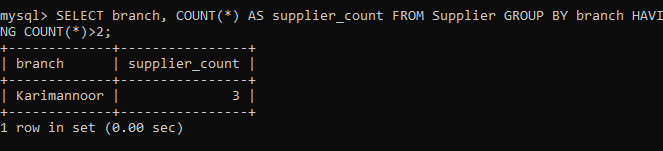 mysql> SELECT branch, COUNT(*) AS supplier_count FROM Supplier GROUP BY branch HAVI
NG COUNT(*)>2;
+-------------+----------------+
| branch      | supplier_count |
+-------------+----------------+
| Karimannoor |              3 |
+-------------+----------------+
1 row in set (0.00 sec)